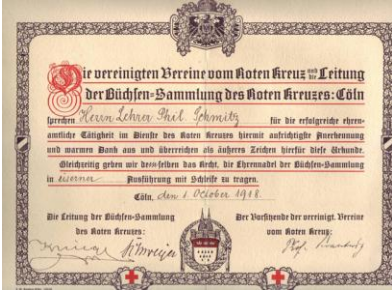 Die vereinigten Vereine vom Roten Kreuz und die Leitung
der Büchsen=Sammlung des Roten Kreuzes: Cöln
sprechen Herrn Lehrer Phil. Schmitz für die erfolgreiche ehren=
amtliche Tätigkeit im Dienste des Roten Kreuzes hiermit aufrichtigste Anerkennung
und warmen Dank aus und überreichen als äußeres Zeichen hierfür diese Urkunde.
Gleichzeitig geben wir demselben das Recht, die Ehrennadel der Büchsen=Sammlung
in eiserner Ausführung mit Schleife zu tragen.
Cöln, den 1. October 1918.
Die Leitung der Büchsen=Sammlung
des Roten Kreuzes:
Der Vorsitzende der vereinigt. Vereine
vom Roten Kreuz: